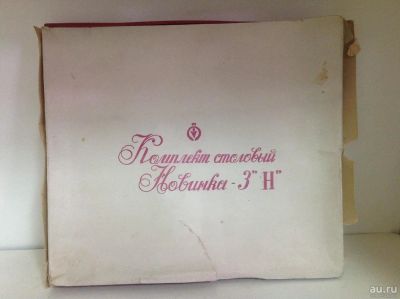 Комплект столовый
Новинка - 3 "Н"
au.ru